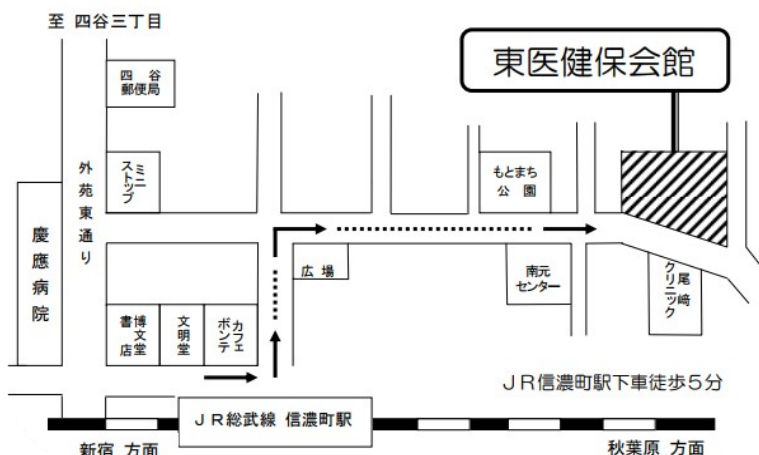 至 四谷三丁目
四谷
郵便局
東医健保会館
ミニ
ストップ
外苑東通り
慶應病院
もとまち
公園
広場
南元
センター
尾﨑
クリニック
博文堂
書店
文明堂
カフェ
ボンテ
JR信濃町駅下車徒歩5分
JR総武線 信濃町駅
新宿 方面
秋葉原 方面